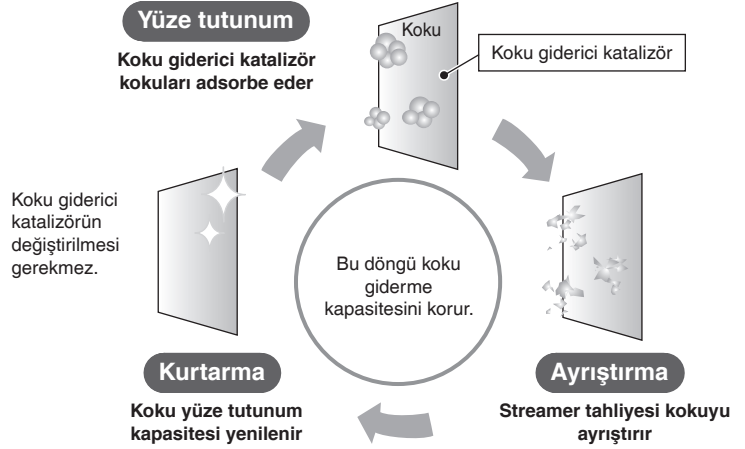 Yüze tutunum
Koku giderici katalizör
kokuları adsorbe eder
Koku
Koku giderici katalizör
Koku giderici
katalizörün
değiştirilmesi
gerekmez.
Bu döngü koku
giderme
kapasitesini korur.
Kurtarma
Koku yüze tutunum
kapasitesi yenilenir
Ayrıştırma
Streamer tahliyesi kokuyu
ayrıştırır